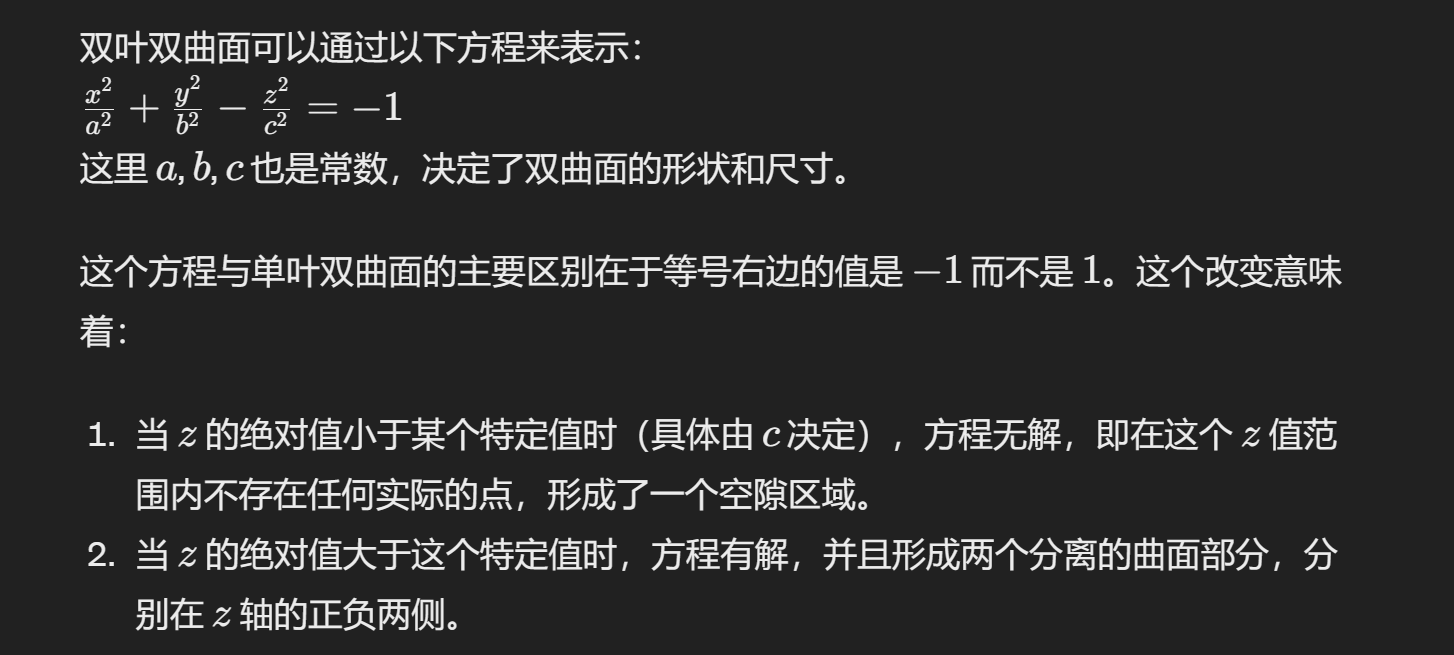 双叶双曲面可以通过以下方程来表示：
$\frac{x^2}{a^2} + \frac{y^2}{b^2} - \frac{z^2}{c^2} = -1$
这里 $a, b, c$ 也是常数，决定了双曲面的形状和尺寸。
这个方程与单叶双曲面的主要区别在于等号右边的值是 $-1$ 而不是 $1$。这个改变意味
着：
1. 当 $z$ 的绝对值小于某个特定值时（具体由 $c$ 决定），方程无解，即在这个 $z$ 值范
围内不存在任何实际的点，形成了一个空隙区域。
2. 当 $z$ 的绝对值大于这个特定值时，方程有解，并且形成两个分离的曲面部分，分
别在 $z$ 轴的正负两侧。